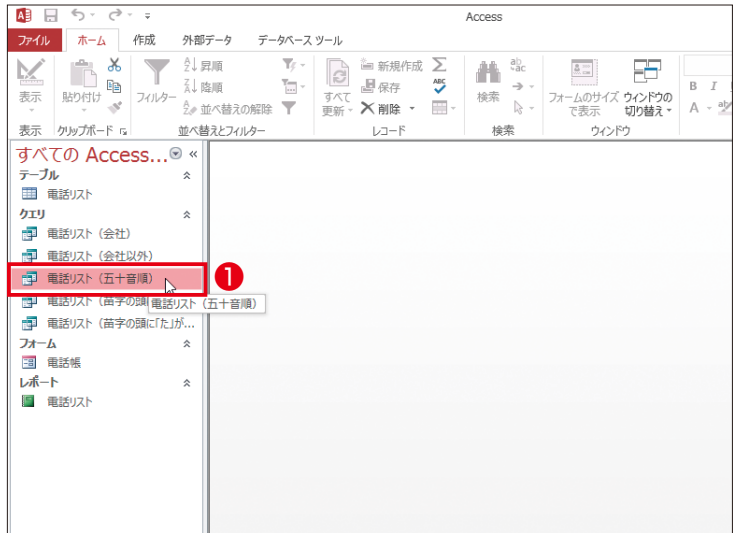 Access
ファイル ホーム 作成 外部データ データベース ツール
表示
貼り付け
フィルター
昇順
降順
並べ替えの解除
すべて
更新
新規作成
保存
削除
検索
フォームのサイズ
で表示
ウィンドウの
切り替え
B I
A
表示 クリップボード 並べ替えとフィルター レコード 検索 ウィンドウ
すべての Access...
テーブル
電話リスト
クエリ
電話リスト（会社）
電話リスト（会社以外）
電話リスト（五十音順）
1
電話リスト（苗字の頭
電話リスト（五十音順）
電話リスト（苗字の頭に「た」が...
フォーム
電話帳
レポート
電話リスト